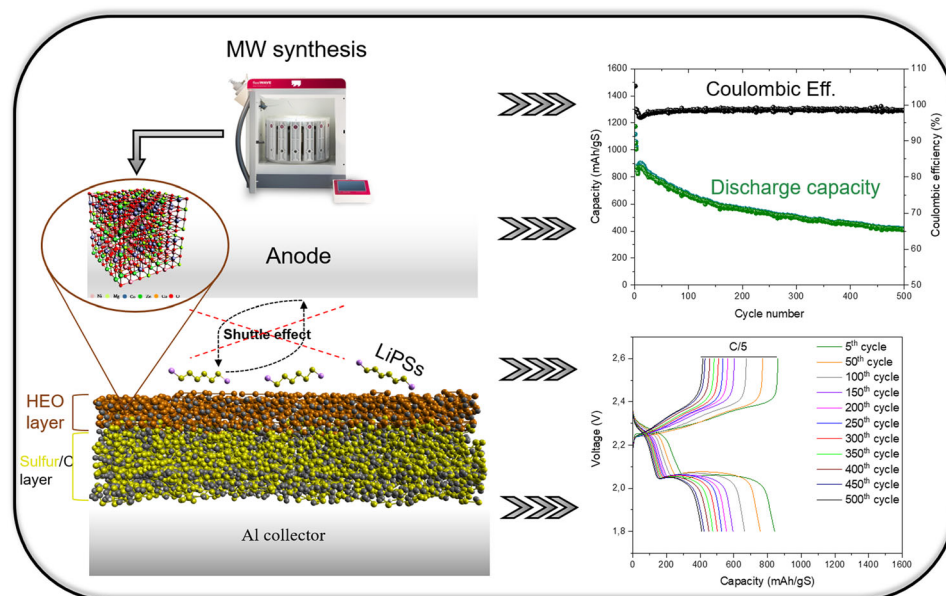 MW synthesis
Anode
Shuttle effect
LiPSs
HEO
layer
Sulfur/C
layer
Al collector
Coulombic Eff.
Discharge capacity
Capacity (mAh/gS)
1600
1400
1200
1000
800
600
400
200
0
Coulombic efficiency (%)
110
100
90
80
70
60
50
0 100 200 300 400 500
Cycle number
C/5
Voltage (V)
2,6
2,4
2,2
2,0
1,8
5th cycle
50th cycle
100th cycle
150th cycle
200th cycle
250th cycle
300th cycle
350th cycle
400th cycle
450th cycle
500th cycle
0 200 400 600 800 1000 1200 1400 1600
Capacity (mAh/gS)